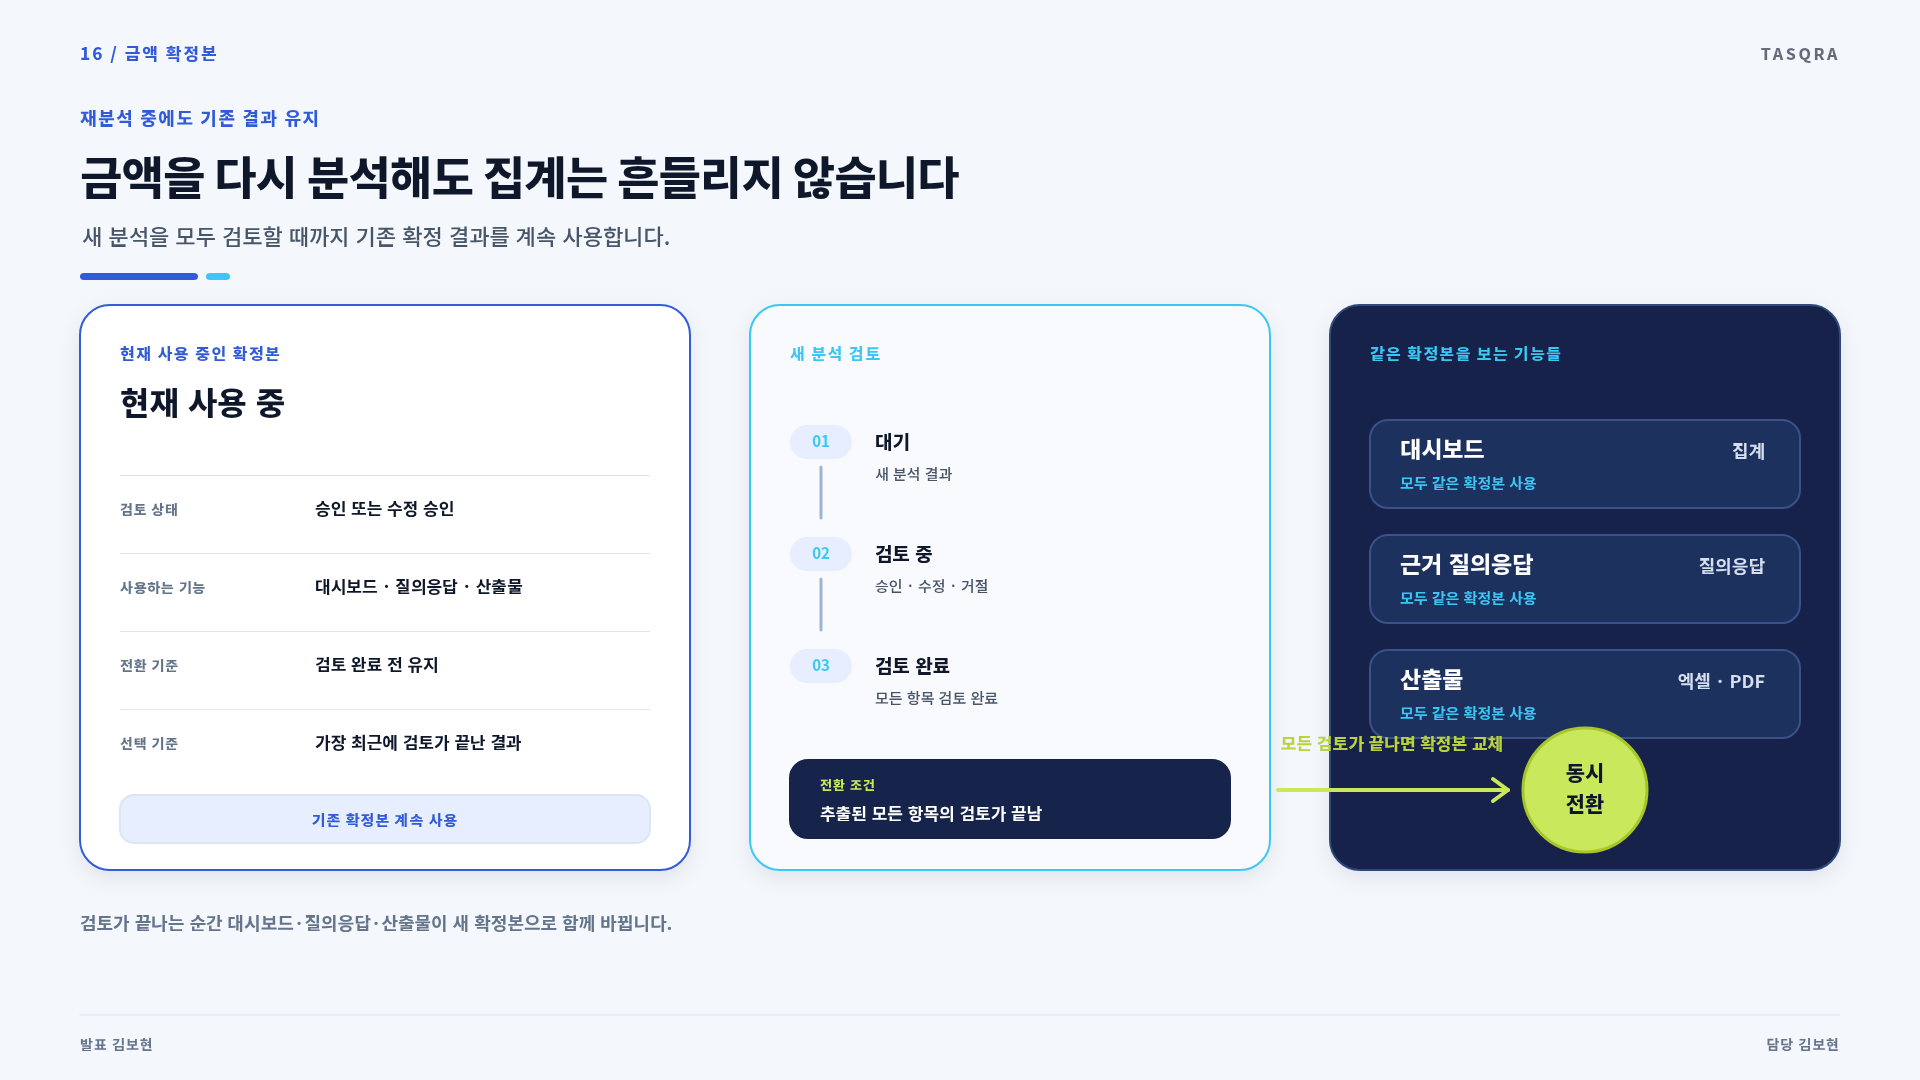 16 / 금액 확정본
TASQRA
재분석 중에도 기존 결과 유지
금액을 다시 분석해도 집계는 흔들리지 않습니다
새 분석을 모두 검토할 때까지 기존 확정 결과를 계속 사용합니다.
현재 사용 중인 확정본
현재 사용 중
검토 상태
승인 또는 수정 승인
사용하는 기능
대시보드 · 질의응답 · 산출물
전환 기준
검토 완료 전 유지
선택 기준
가장 최근에 검토가 끝난 결과
기존 확정본 계속 사용
새 분석 검토
01
대기
새 분석 결과
02
검토 중
승인 · 수정 · 거절
03
검토 완료
모든 항목 검토 완료
전환 조건
추출된 모든 항목의 검토가 끝남
같은 확정본을 보는 기능들
대시보드
집계
모두 같은 확정본 사용
근거 질의응답
질의응답
모두 같은 확정본 사용
산출물
엑셀 · PDF
모두 같은 확정본 사용
모든 검토가 끝나면 확정본 교체
동시
전환
검토가 끝나는 순간 대시보드·질의응답·산출물이 새 확정본으로 함께 바뀝니다.
발표 김보현
담당 김보현